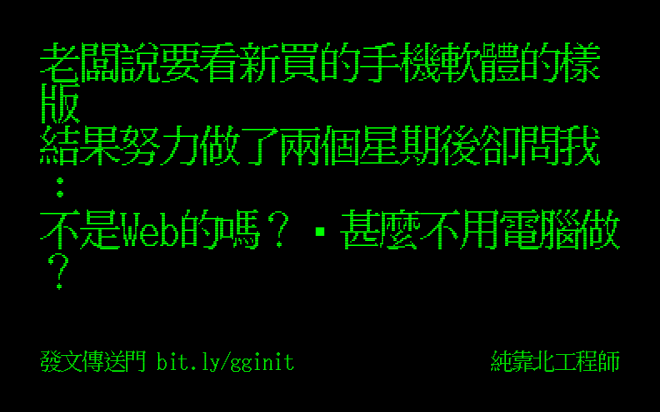 老闆說要看新買的手機軟體的樣
版
結果努力做了兩個星期後卻問我
：
不是Web的嗎？▪甚麼不用電腦做
？
發文傳送門 bit.ly/gginit
純靠北工程師